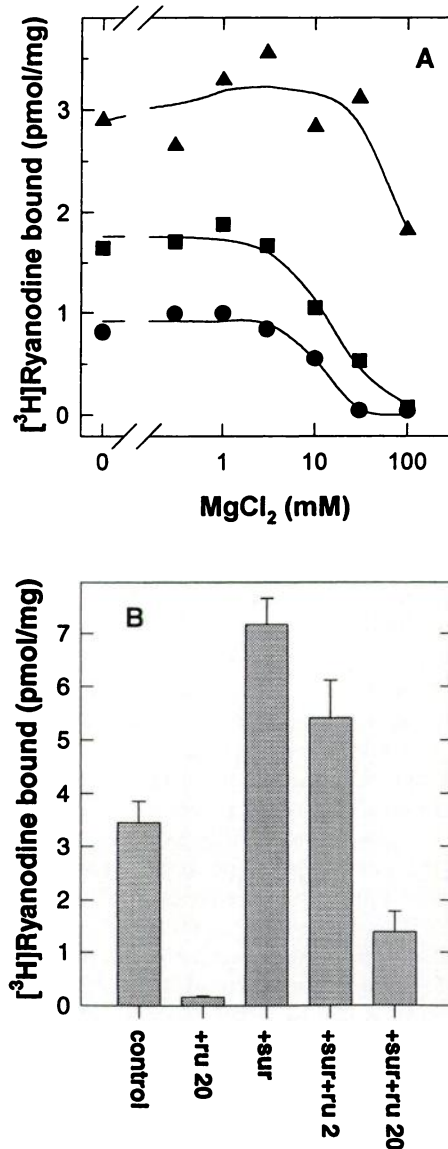 A
[³H]Ryanodine bound (pmol/mg)
3
2
1
0
0 1 10 100
MgCl₂ (mM)
B
[³H]Ryanodine bound (pmol/mg)
7
6
5
4
3
2
1
0
control
+ru 20
+sur
+sur+ru 2
+sur+ru 20